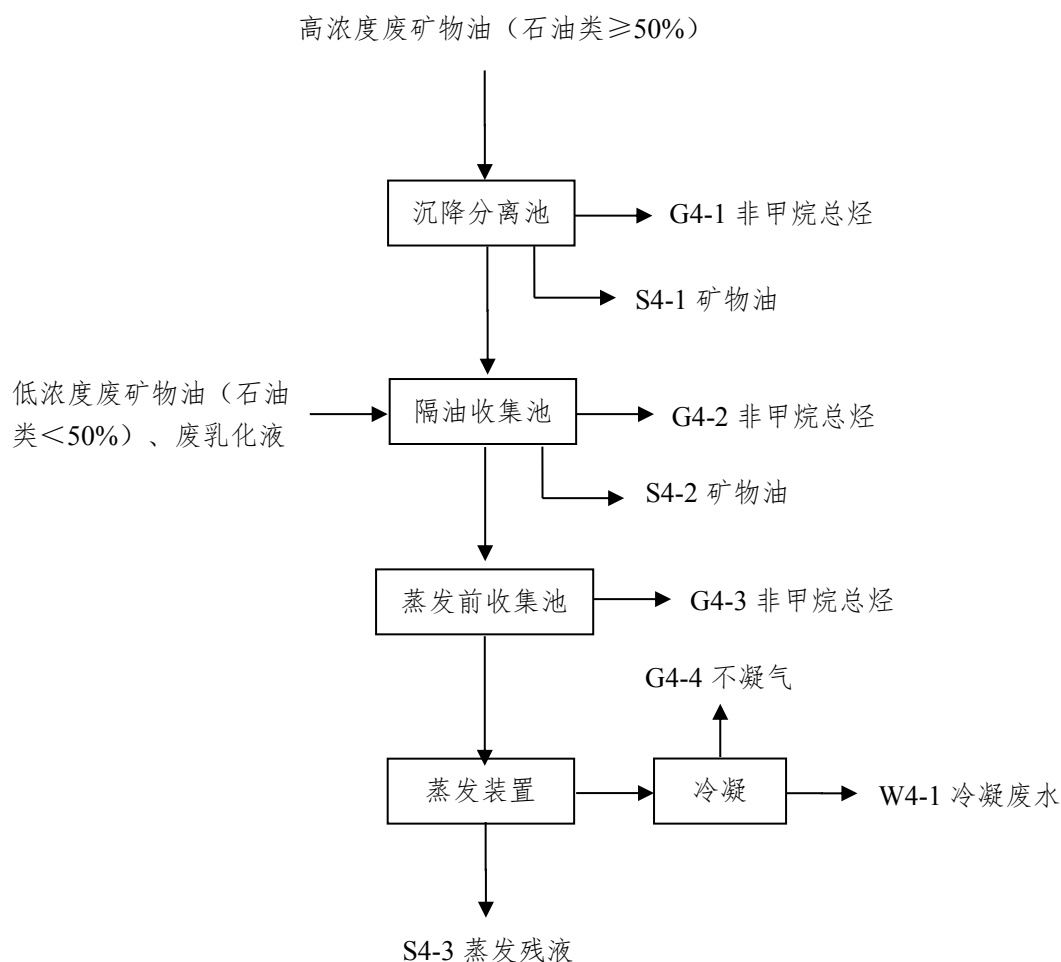 高浓度废矿物油（石油类≥50%）
沉降分离池
G4-1 非甲烷总烃
S4-1 矿物油
低浓度废矿物油（石油
类＜50%）、废乳化液
隔油收集池
G4-2 非甲烷总烃
S4-2 矿物油
蒸发前收集池
G4-3 非甲烷总烃
G4-4 不凝气
蒸发装置
冷凝
W4-1 冷凝废水
S4-3 蒸发残液